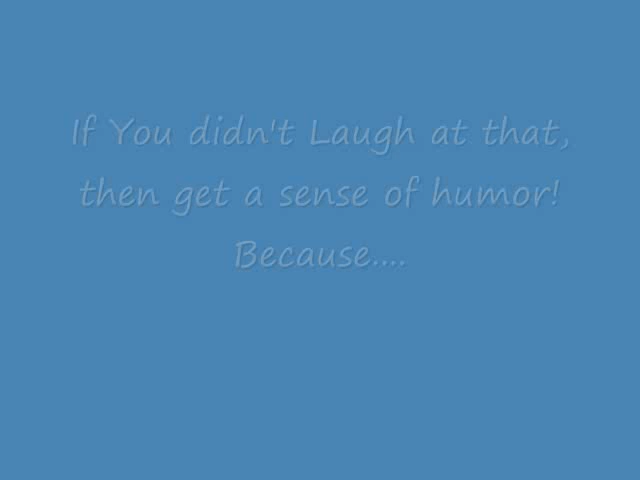 If You didn't Laugh at that,
then get a sense of humor!
Because....